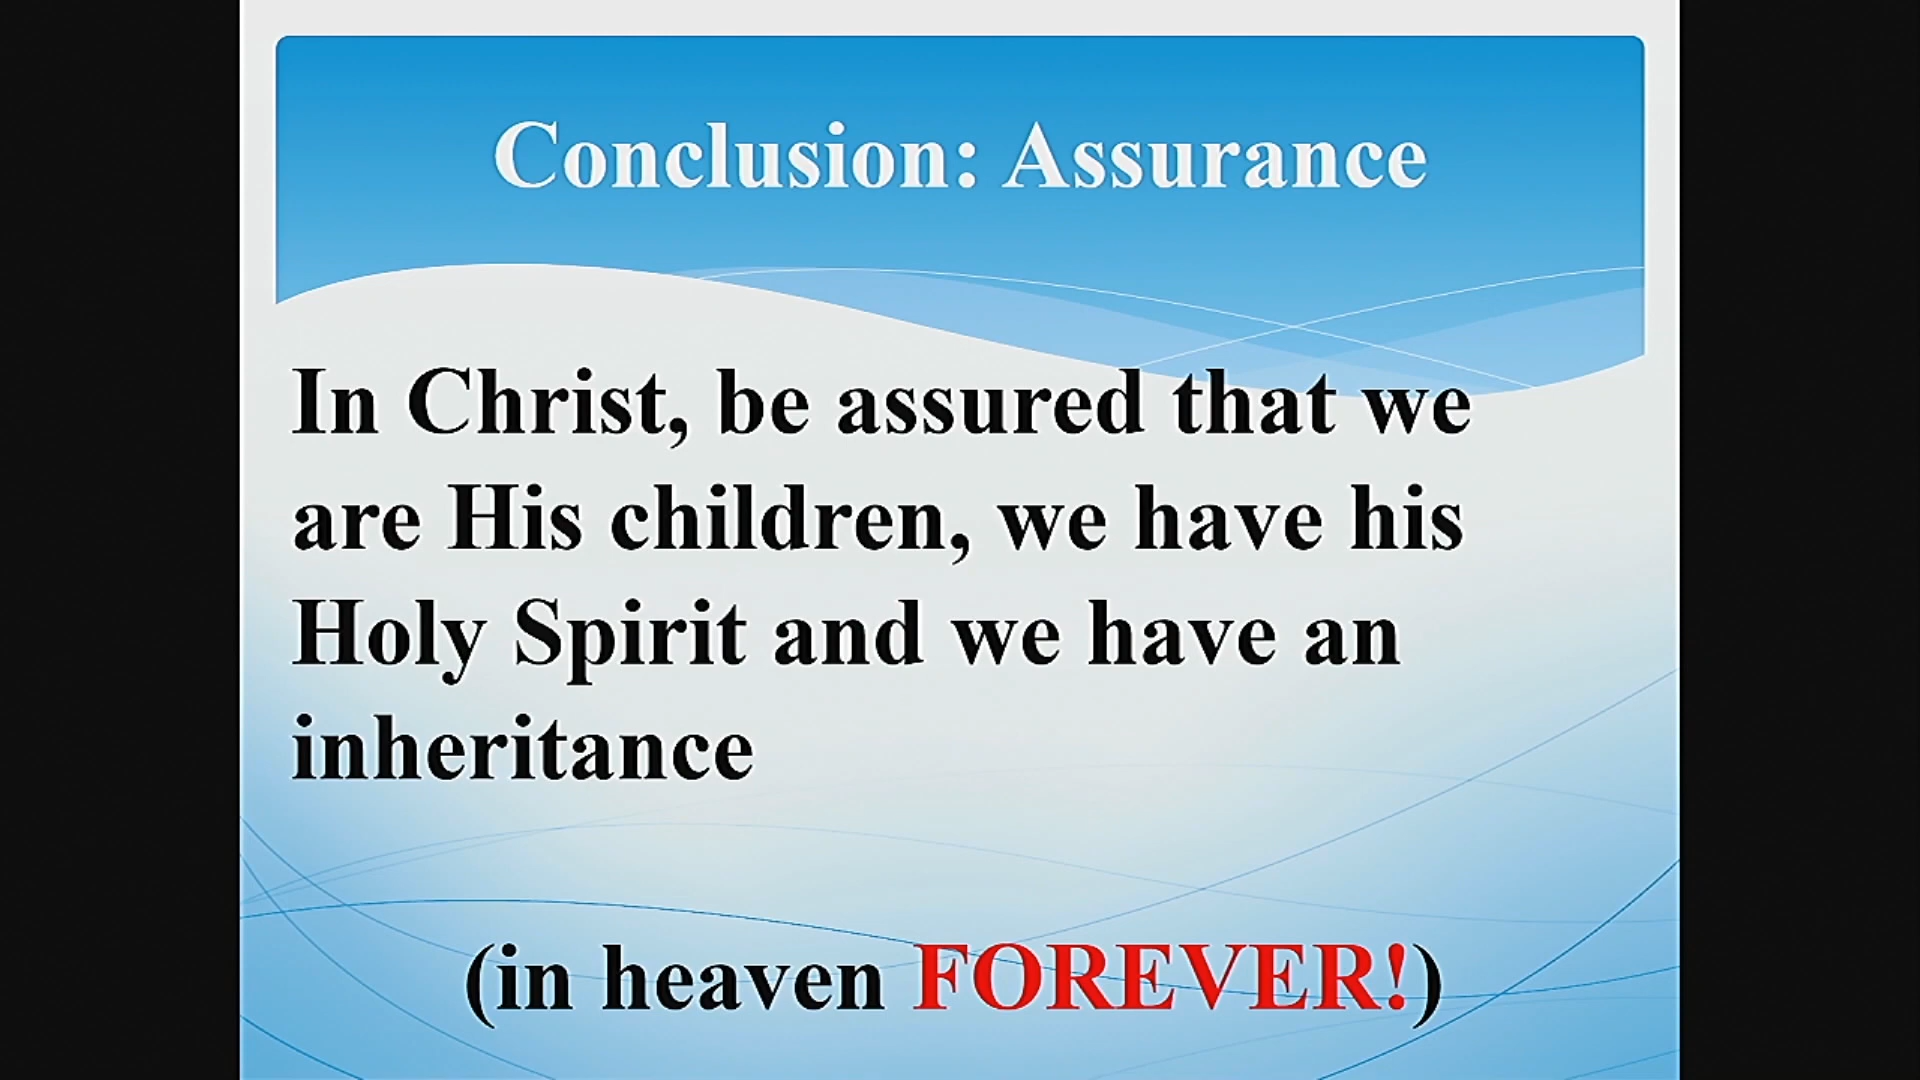 Conclusion: Assurance
In Christ, be assured that we
are His children, we have his
Holy Spirit and we have an
inheritance
(in heaven FOREVER!)